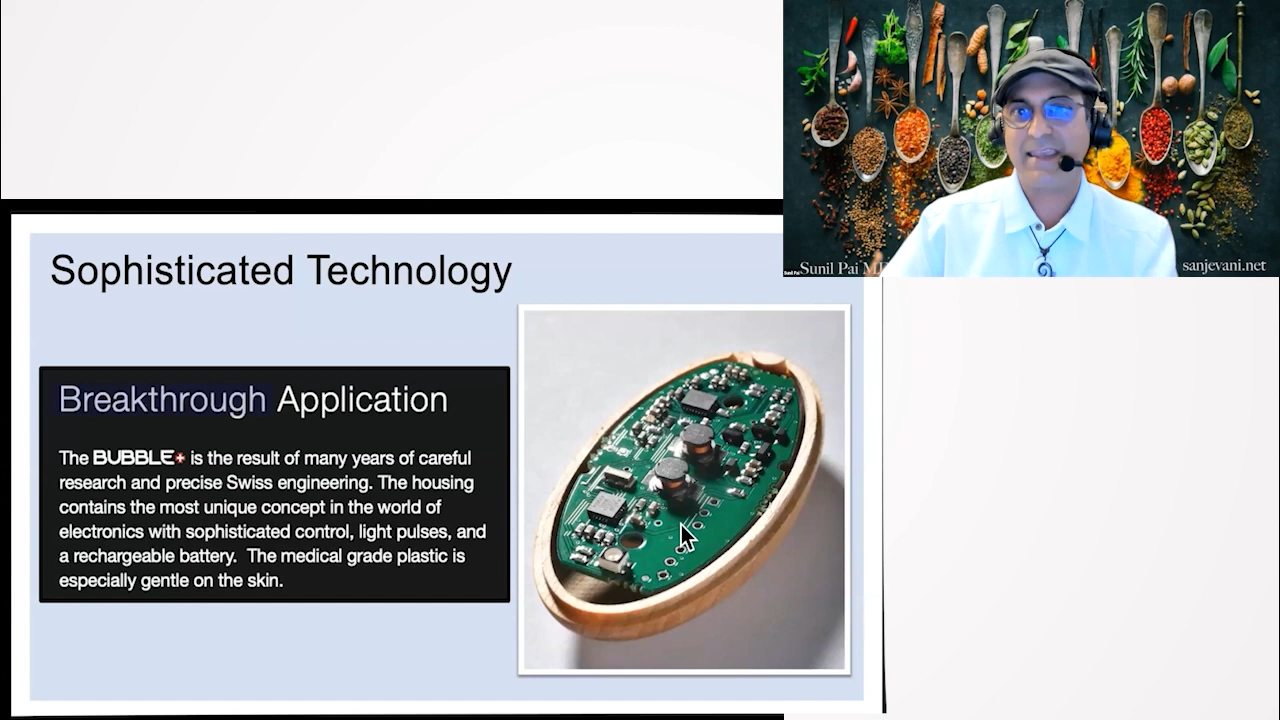 Sunil Pai M
sanjevani.net
Sunil Pai
Sophisticated Technology
Breakthrough Application
The BUBBLE+ is the result of many years of careful
research and precise Swiss engineering. The housing
contains the most unique concept in the world of
electronics with sophisticated control, light pulses, and
a rechargeable battery. The medical grade plastic is
especially gentle on the skin.